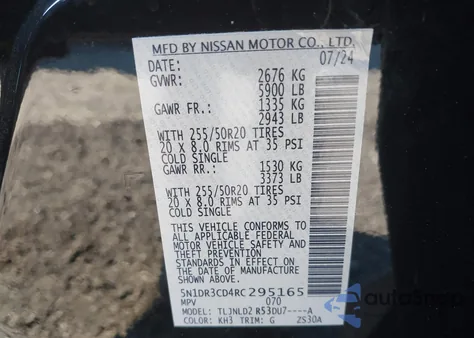 MFD BY NISSAN MOTOR CO., LTD.
DATE: 07/24
GVWR: 2676 KG
5900 LB
GAWR FR.: 1335 KG
2943 LB
WITH 255/50R20 TIRES
20 X 8.0 RIMS AT 35 PSI
COLD SINGLE
GAWR RR: 1530 KG
3373 LB
WITH 255/50R20 TIRES
20 X 8.0 RIMS AT 35 PSI
COLD SINGLE
THIS VEHICLE CONFORMS
TO ALL APPLICABLE FEDERAL
MOTOR VEHICLE SAFETY AND
THEFT PREVENTION
STANDARDS IN EFFECT ON
THE DATE OF MANUFACTURE
SHOWN ABOVE.
5N1DR3CD4RC295165
MPV 070
MODEL: TLJNLD2 R53DU7----A
COLOR: KH3 TRIM: G 2S30A